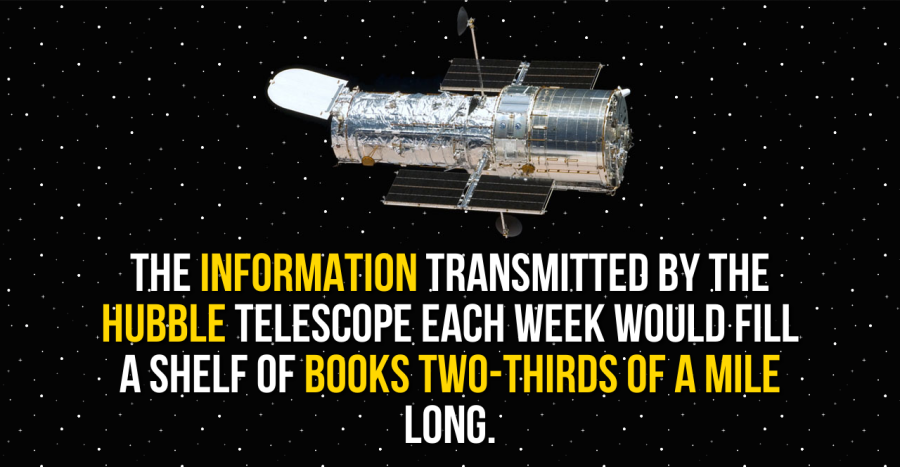 THE INFORMATION TRANSMITTED BY THE
HUBBLE TELESCOPE EACH WEEK WOULD FILL
A SHELF OF BOOKS TWO-THIRDS OF A MILE
LONG.